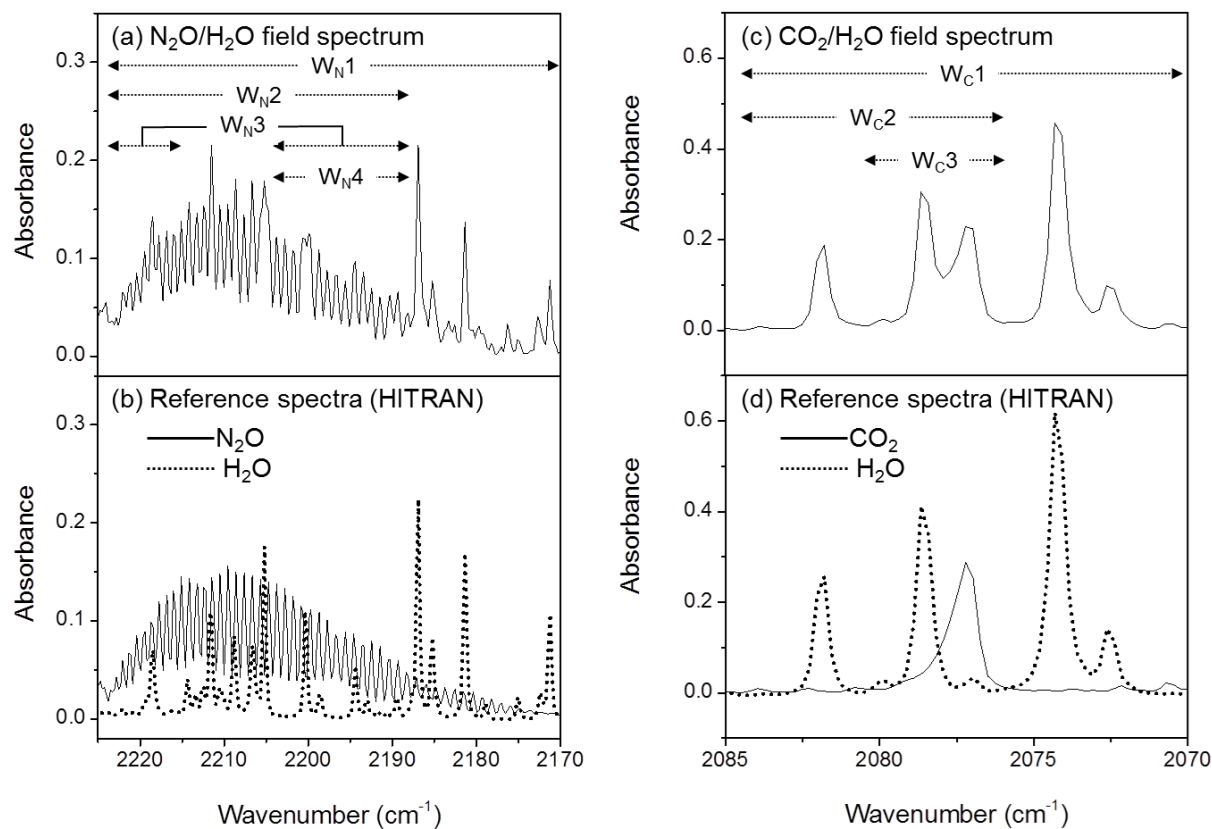 (a) N₂O/H₂O field spectrum
W_N1
W_N2
W_N3
W_N4
0.3
0.2
0.1
0.0
Absorbance
(b) Reference spectra (HITRAN)
N₂O
H₂O
0.3
0.2
0.1
0.0
Absorbance
2220 2210 2200 2190 2180 2170
Wavenumber (cm⁻¹)
(c) CO₂/H₂O field spectrum
W_C1
W_C2
W_C3
0.6
0.4
0.2
0.0
Absorbance
(d) Reference spectra (HITRAN)
CO₂
H₂O
0.6
0.4
0.2
0.0
Absorbance
2085 2080 2075 2070
Wavenumber (cm⁻¹)